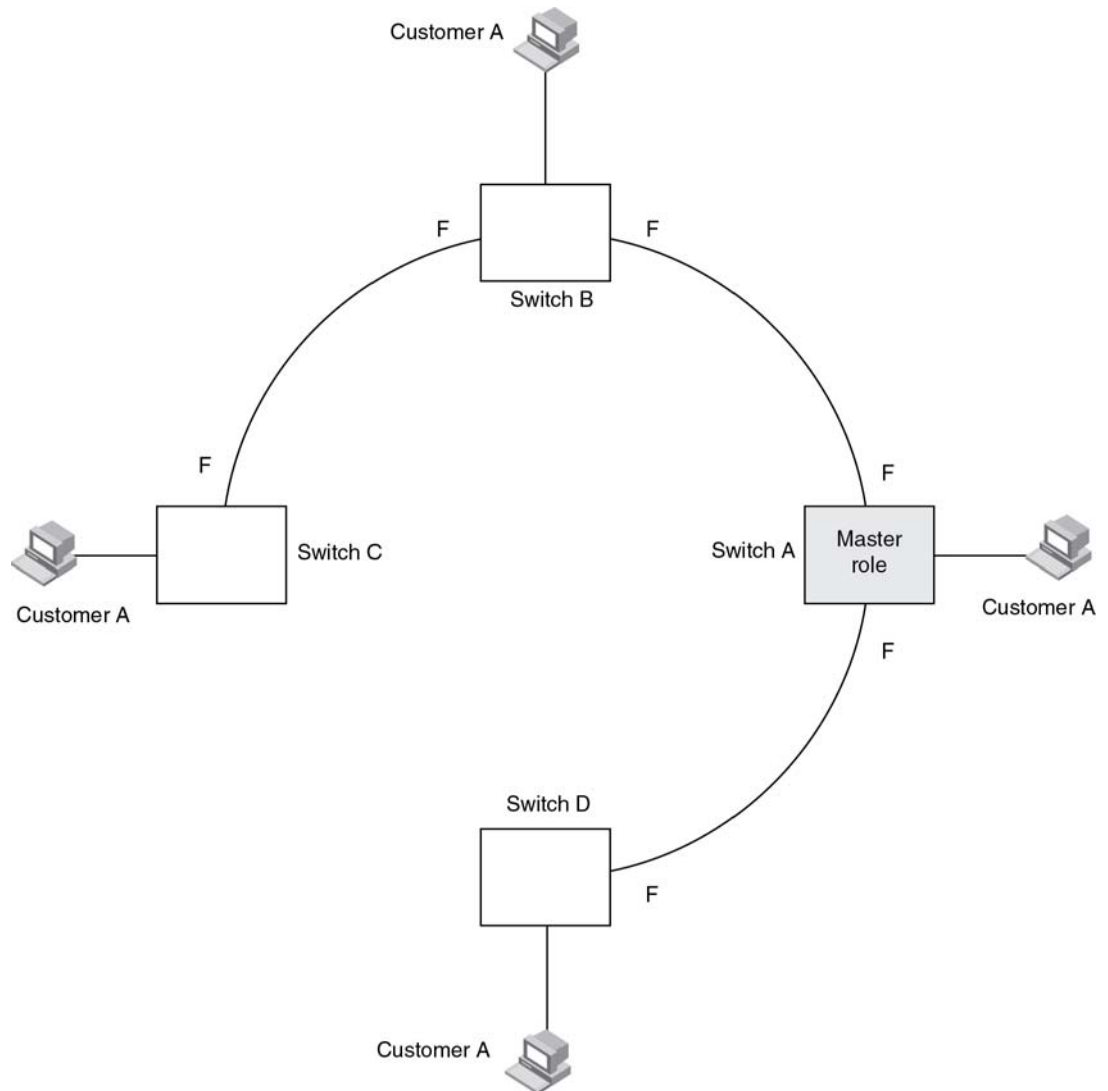 Customer A
F
F
Switch B
F
F
Customer A
Switch C
Switch A
Master
role
Customer A
F
Switch D
F
Customer A